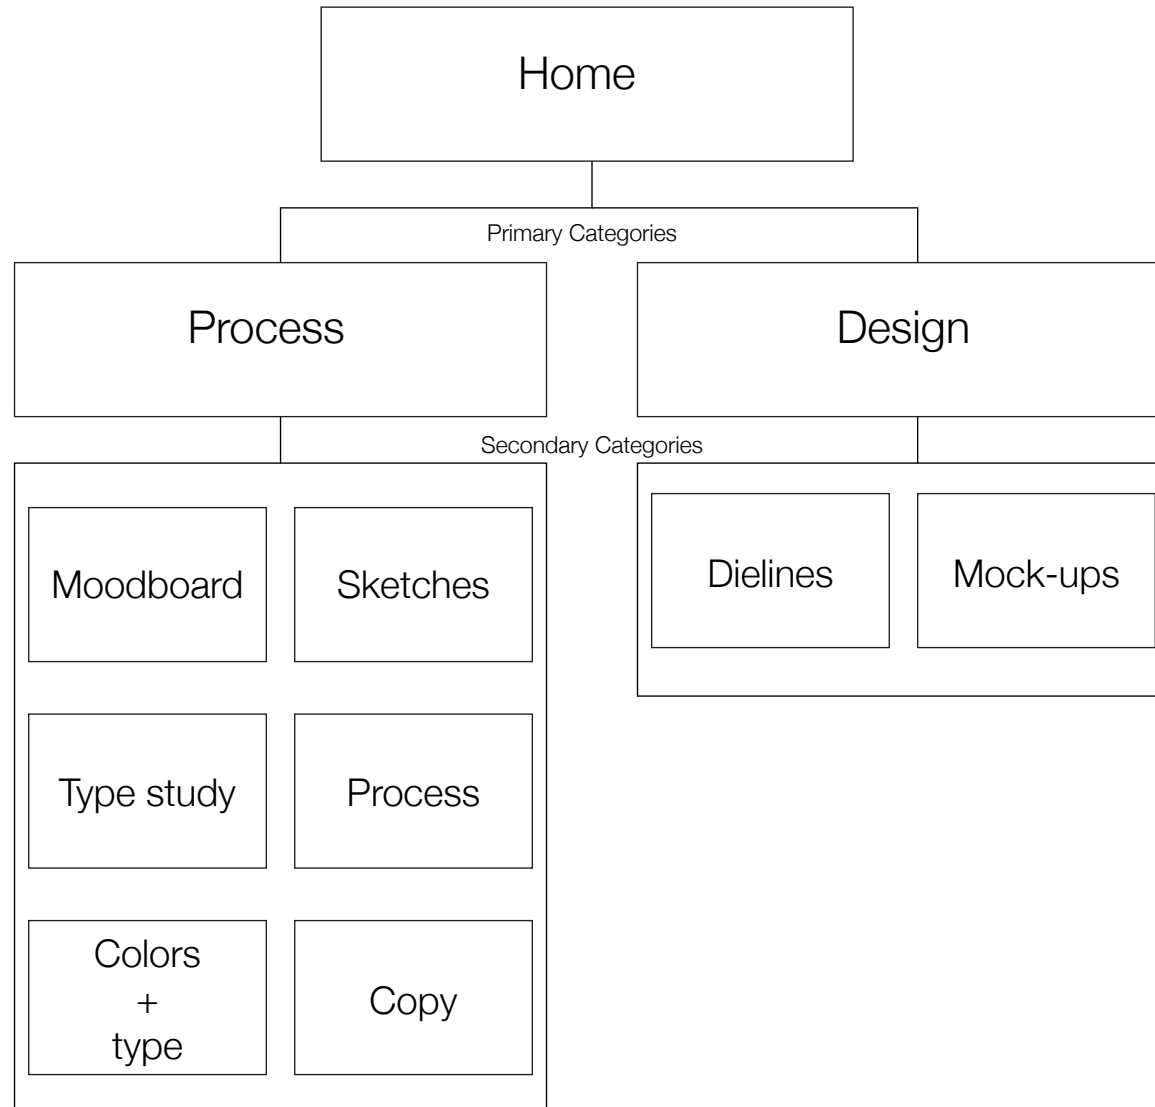 Home
Primary Categories
Process
Design
Secondary Categories
Moodboard
Sketches
Dielines
Mock-ups
Type study
Process
Colors
+
type
Copy